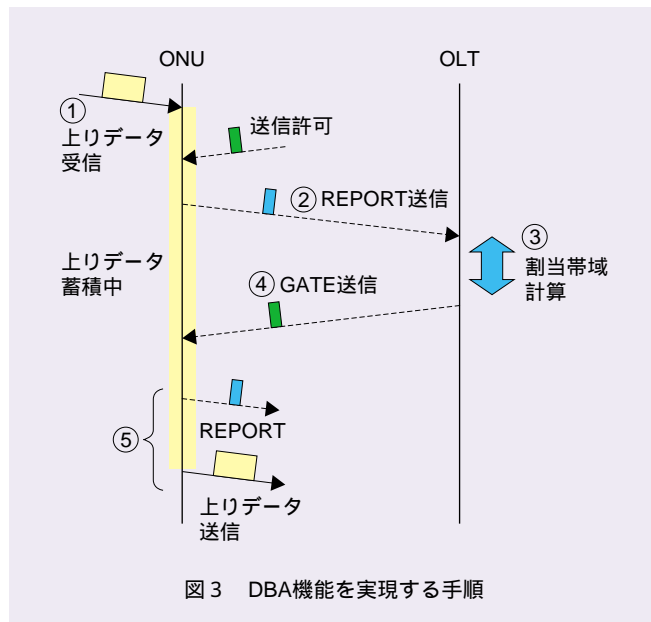 ONU
OLT
①
上りデータ
受信
送信許可
②REPORT送信
③
割当帯域
計算
上りデータ
蓄積中
④GATE送信
⑤
REPORT
上りデータ
送信
図3 DBA機能を実現する手順